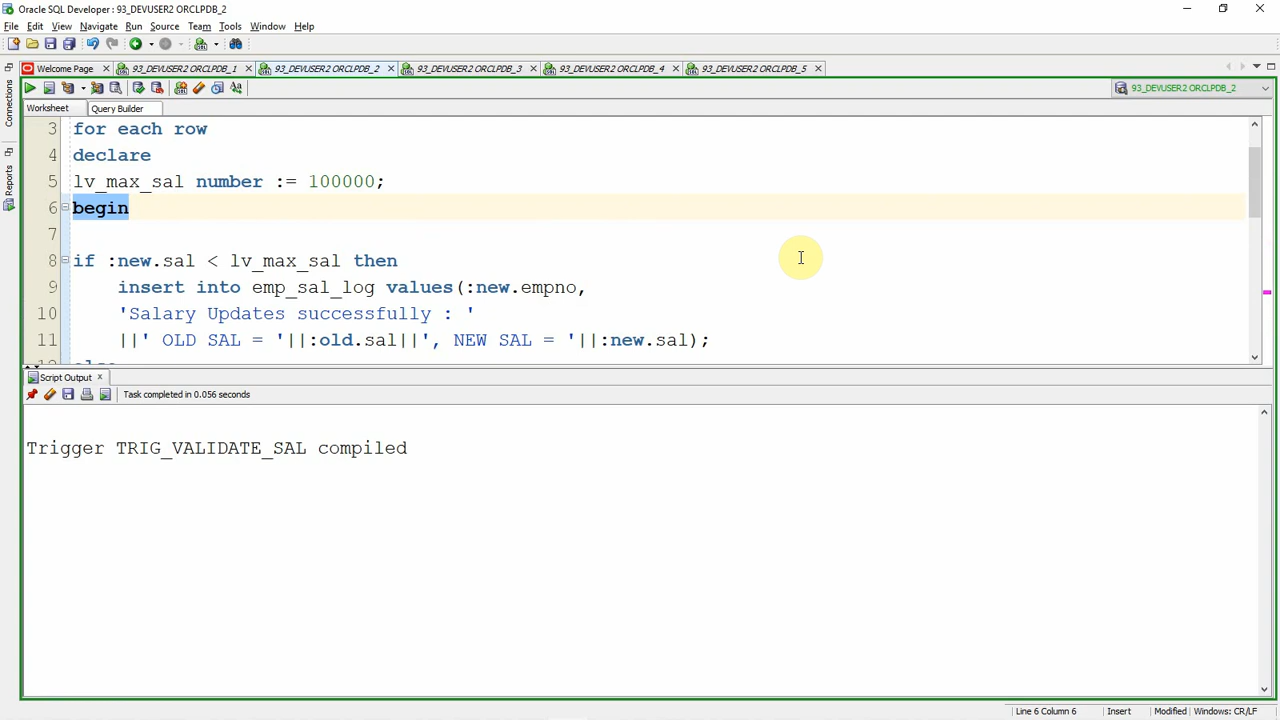 Oracle SQL Developer : 93_DEVUSER2 ORCLPDB_2
File Edit View Navigate Run Source Team Tools Window Help
Welcome Page 93_DEVUSER2 ORCLPDB_1 93_DEVUSER2 ORCLPDB_2 93_DEVUSER2 ORCLPDB_3 93_DEVUSER2 ORCLPDB_4 93_DEVUSER2 ORCLPDB_5
93_DEVUSER2 ORCLPDB_2
Connections
Reports
Worksheet Query Builder
3 for each row
4 declare
5 lv_max_sal number := 100000;
6 begin
7
8 if :new.sal < lv_max_sal then
9 insert into emp_sal_log values(:new.empno,
10 'Salary Updates successfully : '
11 ||' OLD SAL = '||:old.sal||', NEW SAL = '||:new.sal);
12 else
Script Output
Task completed in 0.056 seconds
Trigger TRIG_VALIDATE_SAL compiled
Line 6 Column 6 Insert Modified Windows: CR/LF